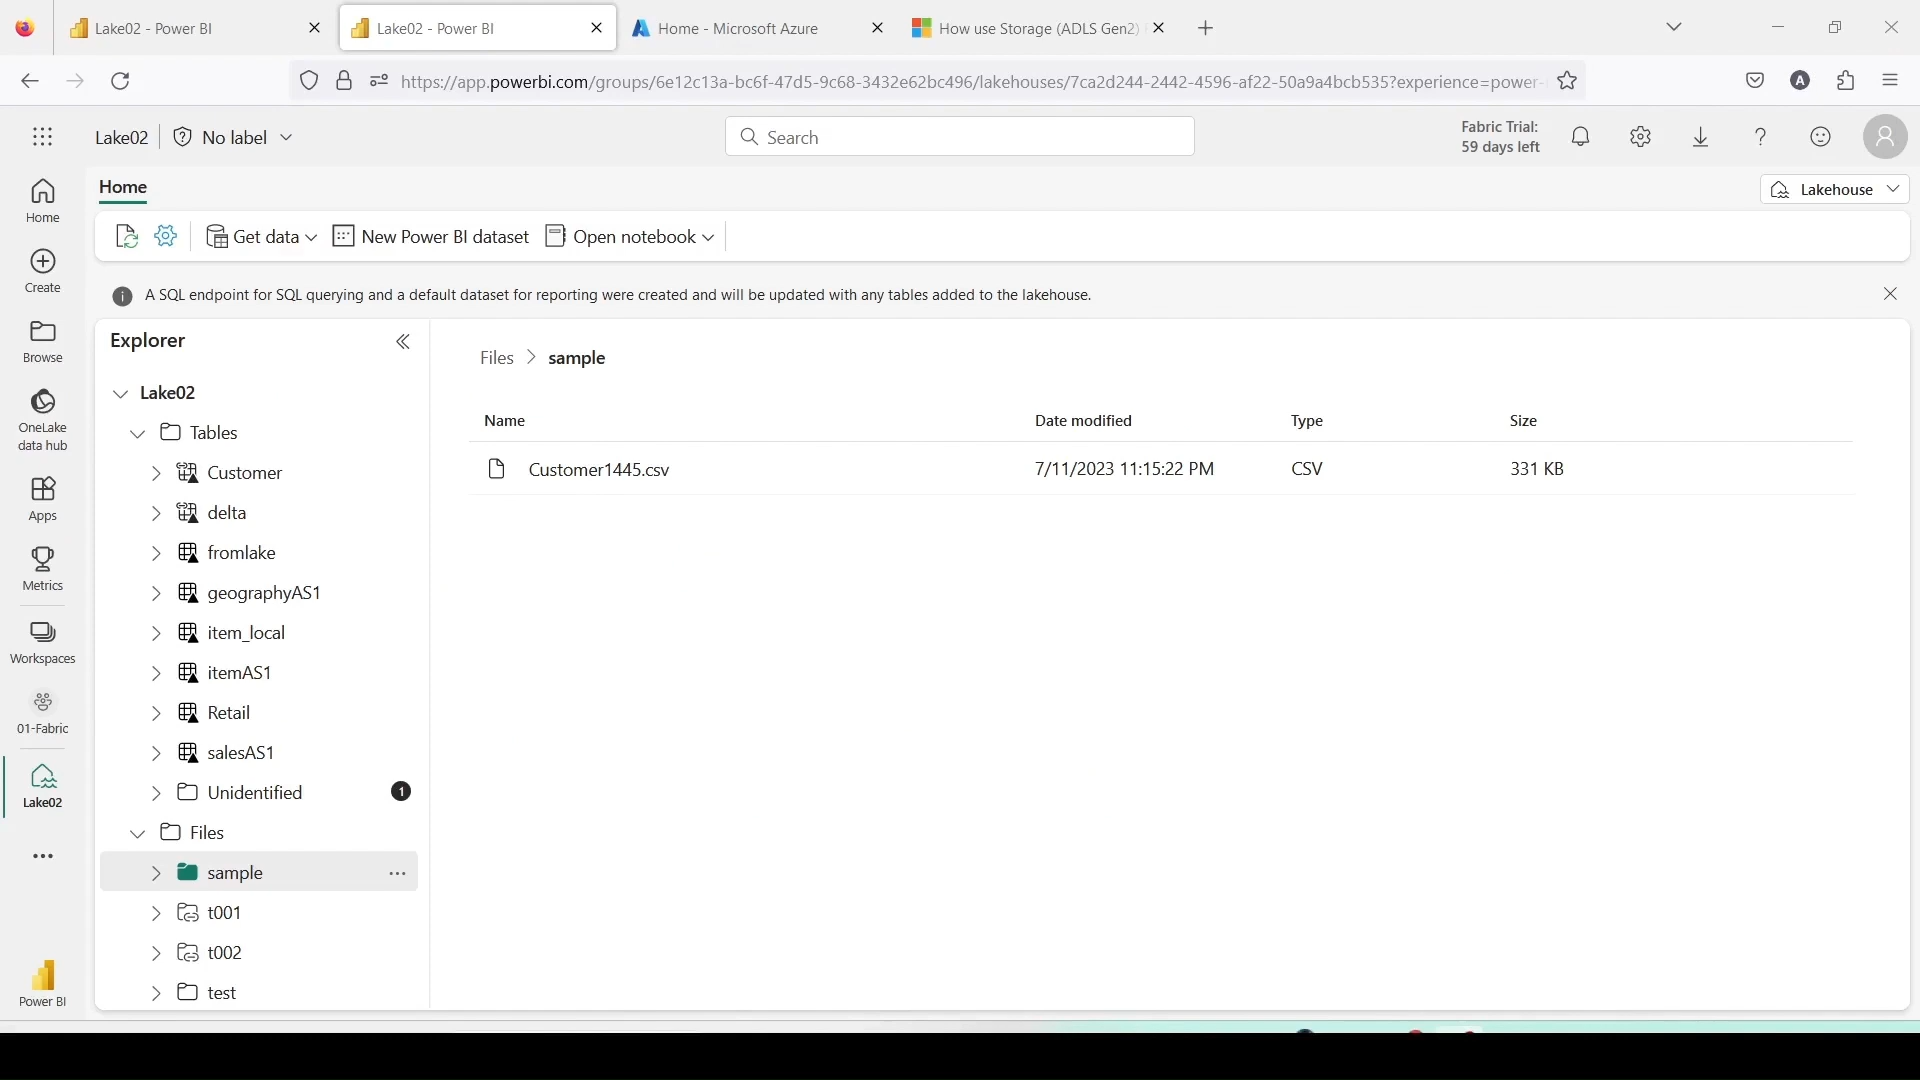 Lake02 - Power BI
Lake02 - Power BI
Home - Microsoft Azure
How use Storage (ADLS Gen2)
https://app.powerbi.com/groups/6e12c13a-bc6f-47d5-9c68-3432e62bc496/lakehouses/7ca2d244-2442-4596-af22-50a9a4bcb535?experience=power-
A
Lake02
No label
Search
Fabric Trial:
59 days left
Home
Lakehouse
Get data
New Power BI dataset
Open notebook
A SQL endpoint for SQL querying and a default dataset for reporting were created and will be updated with any tables added to the lakehouse.
Home
Create
Browse
OneLake
data hub
Apps
Metrics
Workspaces
01-Fabric
Lake02
Power BI
Explorer
Lake02
Tables
Customer
delta
fromlake
geographyAS1
item_local
itemAS1
Retail
salesAS1
Unidentified 1
Files
sample
t001
t002
test
Files > sample
Name Date modified Type Size
Customer1445.csv 7/11/2023 11:15:22 PM CSV 331 KB